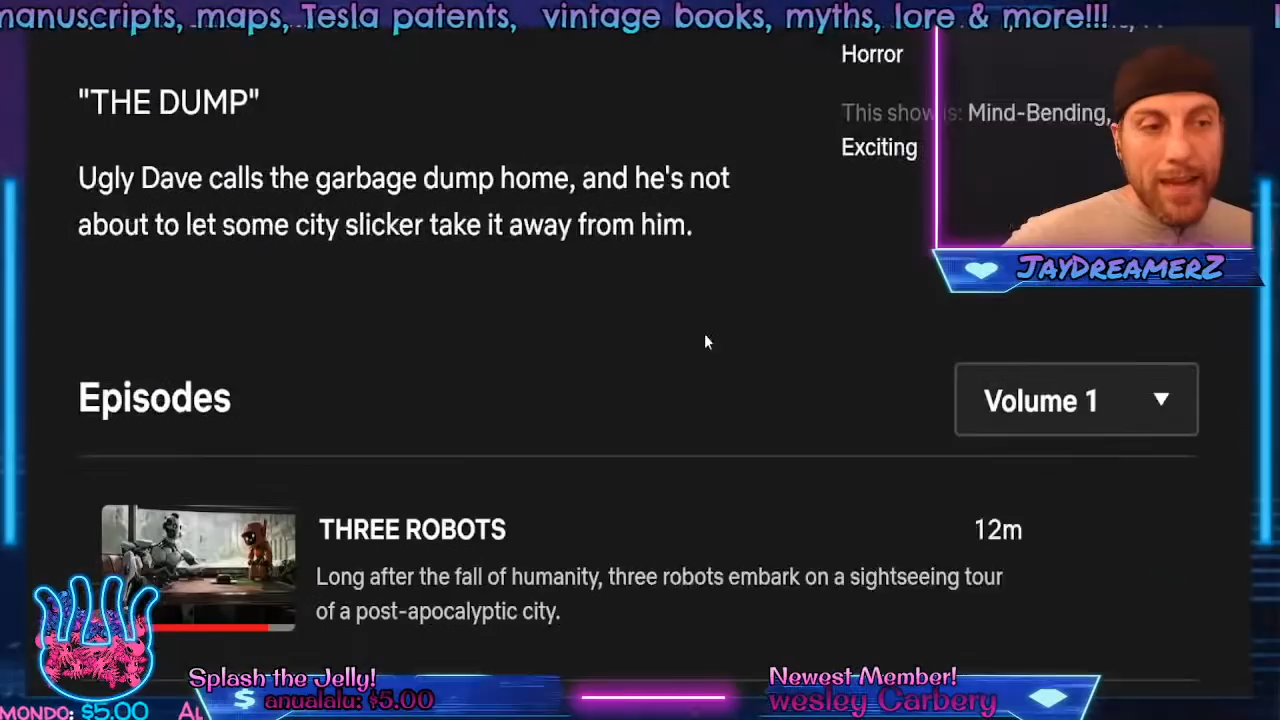 manuscripts, maps, Tesla patents, vintage books, myths, lore & more!!!
Horror
"THE DUMP"
This show is: Mind-Bending,
Exciting
Ugly Dave calls the garbage dump home, and he's not
about to let some city slicker take it away from him.
JayDreamerZ
Episodes
Volume 1
THREE ROBOTS
12m
Long after the fall of humanity, three robots embark on a sightseeing tour
of a post-apocalyptic city.
Splash the Jelly!
$ anualalu: $5.00
Newest Member!
wesley Carbery
MONDO: $5.00